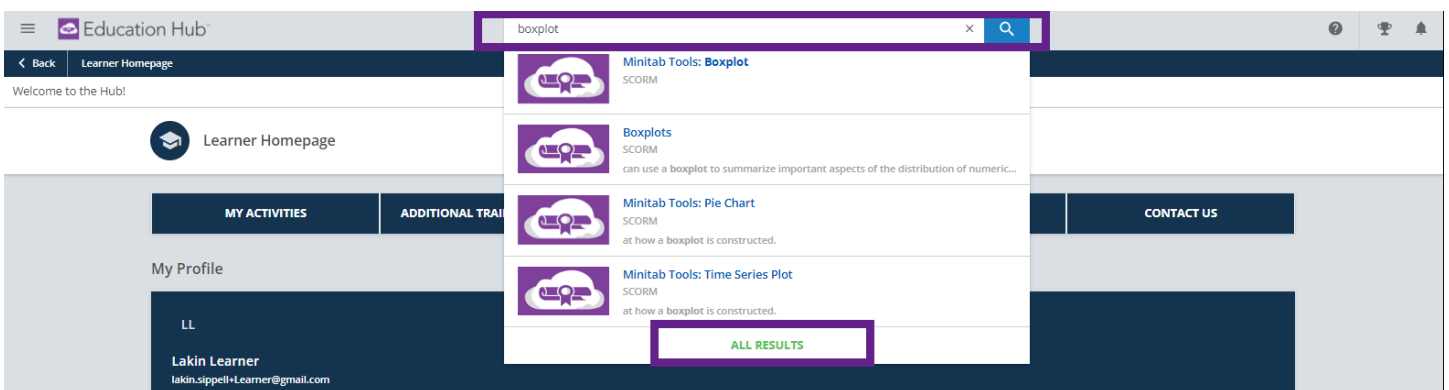 Education Hub
boxplot
Back
Learner Homepage
Welcome to the Hub!
Minitab Tools: Boxplot
SCORM
Boxplots
SCORM
can use a boxplot to summarize important aspects of the distribution of numeric...
Minitab Tools: Pie Chart
SCORM
at how a boxplot is constructed.
Minitab Tools: Time Series Plot
SCORM
at how a boxplot is constructed.
ALL RESULTS
Learner Homepage
MY ACTIVITIES
ADDITIONAL TRAI
CONTACT US
My Profile
LL
Lakin Learner
lakin.sippell+Learner@gmail.com